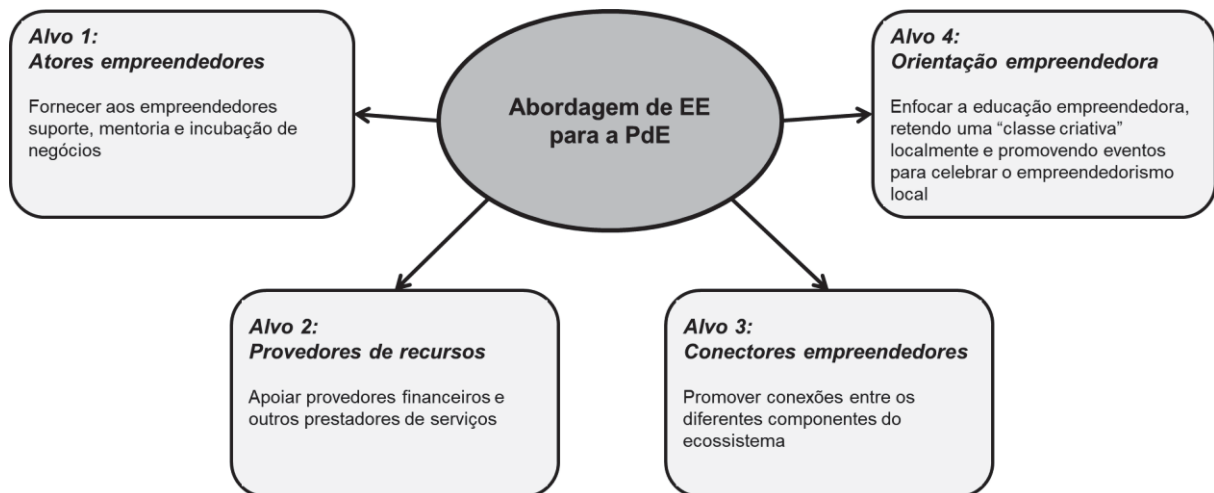 Abordagem de EE
para a PdE
Alvo 1:
Atores empreendedores
Fornecer aos empreendedores
suporte, mentoria e incubação de
negócios
Alvo 2:
Provedores de recursos
Apoiar provedores financeiros e
outros prestadores de serviços
Alvo 3:
Conectores empreendedores
Promover conexões entre os
diferentes componentes do
ecossistema
Alvo 4:
Orientação empreendedora
Enfocar a educação empreendedora,
retendo uma “classe criativa”
localmente e promovendo eventos
para celebrar o empreendedorismo
local